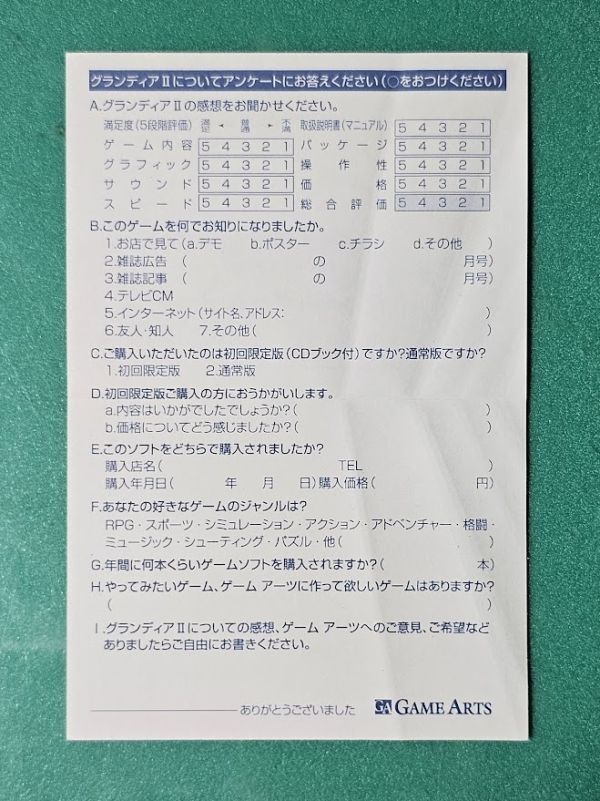 グランディアⅡについてアンケートにお答えください(○をおつけください)
A.グランディアⅡの感想をお聞かせください。
満足度(5段階評価) 満足 ← 普通 → 不満 取扱説明書(マニュアル) 5 4 3 2 1
ゲーム内容 5 4 3 2 1 パッケージ 5 4 3 2 1
グラフィック 5 4 3 2 1 操作性 5 4 3 2 1
サウンド 5 4 3 2 1 価格 5 4 3 2 1
スピード 5 4 3 2 1 総合評価 5 4 3 2 1
B.このゲームを何でお知りになりましたか。
1.お店で見て(a.デモ b.ポスター c.チラシ d.その他 )
2.雑誌広告 ( の 月号)
3.雑誌記事 ( の 月号)
4.テレビCM
5.インターネット(サイト名、アドレス: )
6.友人・知人 7.その他( )
C.ご購入いただいたのは初回限定版(CDブック付)ですか?通常版ですか?
1.初回限定版 2.通常版
D.初回限定版ご購入の方におうかがいします。
a.内容はいかがでしたでしょうか?( )
b.価格についてどう感じましたか?( )
E.このソフトをどちらで購入されましたか?
購入店名( TEL )
購入年月日( 年 月 日)購入価格( 円)
F.あなたの好きなゲームのジャンルは?
RPG・スポーツ・シミュレーション・アクション・アドベンチャー・格闘・
ミュージック・シューティング・パズル・他( )
G.年間に何本くらいゲームソフトを購入されますか?( 本)
H.やってみたいゲーム、ゲーム アーツに作って欲しいゲームはありますか?
( )
I.グランディアⅡについての感想、ゲーム アーツへのご意見、ご希望など
ありましたらご自由にお書きください。
ありがとうございました GA GAME ARTS